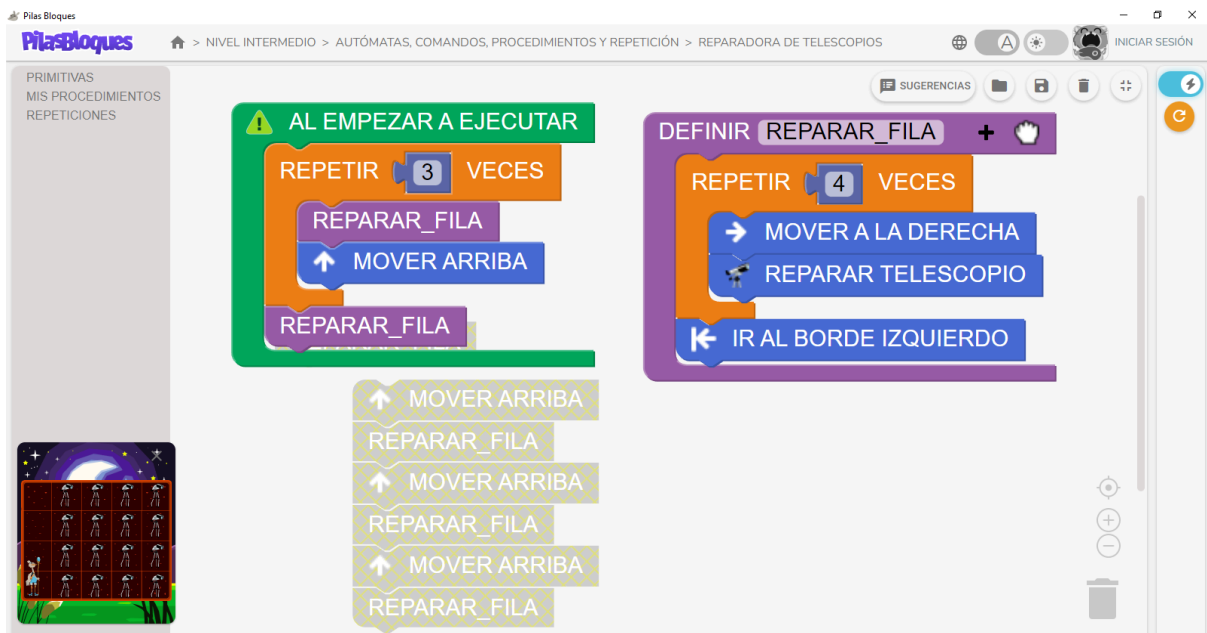 Pilas Bloques
PilasBloques
> NIVEL INTERMEDIO > AUTÓMATAS, COMANDOS, PROCEDIMIENTOS Y REPETICIÓN > REPARADORA DE TELESCOPIOS
A
INICIAR SESIÓN
PRIMITIVAS
MIS PROCEDIMIENTOS
REPETICIONES
SUGERENCIAS
AL EMPEZAR A EJECUTAR
REPETIR 3 VECES
REPARAR_FILA
MOVER ARRIBA
REPARAR_FILA
DEFINIR REPARAR_FILA +
REPETIR 4 VECES
MOVER A LA DERECHA
REPARAR TELESCOPIO
IR AL BORDE IZQUIERDO
MOVER ARRIBA
REPARAR_FILA
MOVER ARRIBA
REPARAR_FILA
MOVER ARRIBA
REPARAR_FILA